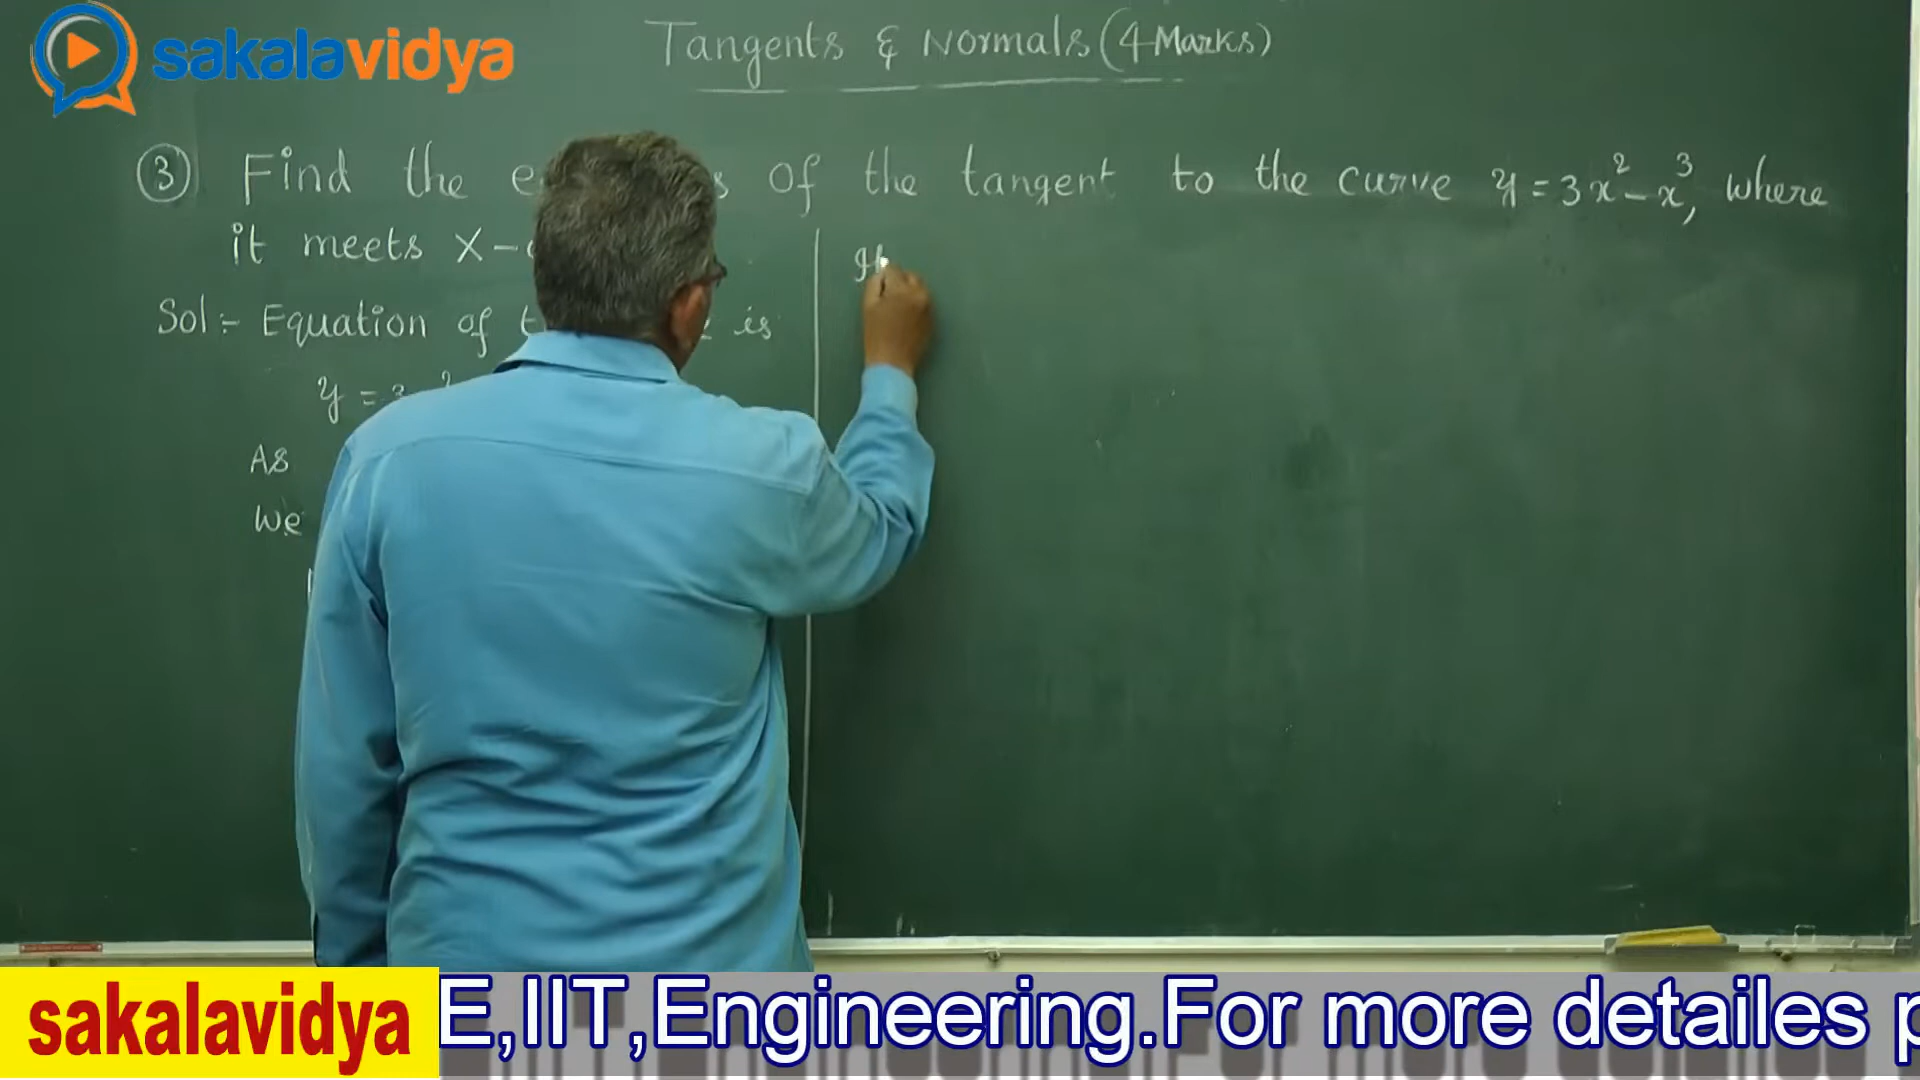 sakalavidya
Tangents & Normals (4 Marks)
③ Find the of the tangent to the curve y = 3x² - x³, where
it meets X-
Sol :- Equation of is
y = 3
As
We
sakalavidya
E,IIT,Engineering.For more detailes p